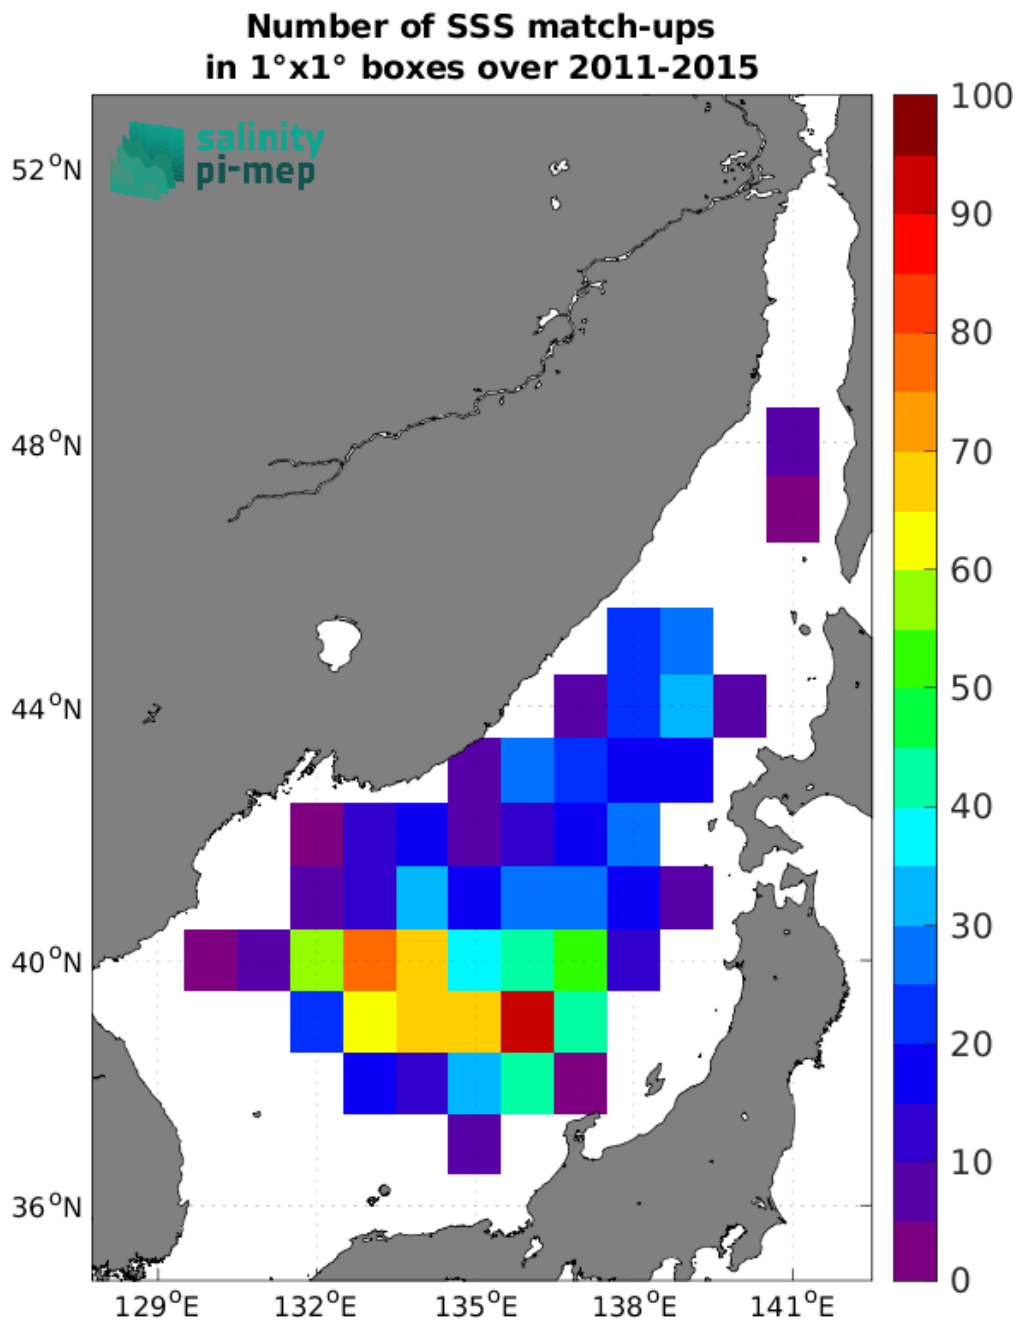 Number of SSS match-ups
in 1°x1° boxes over 2011-2015
salinity
pi-mep
52°N
48°N
44°N
40°N
36°N
129°E 132°E 135°E 138°E 141°E
100
90
80
70
60
50
40
30
20
10
0